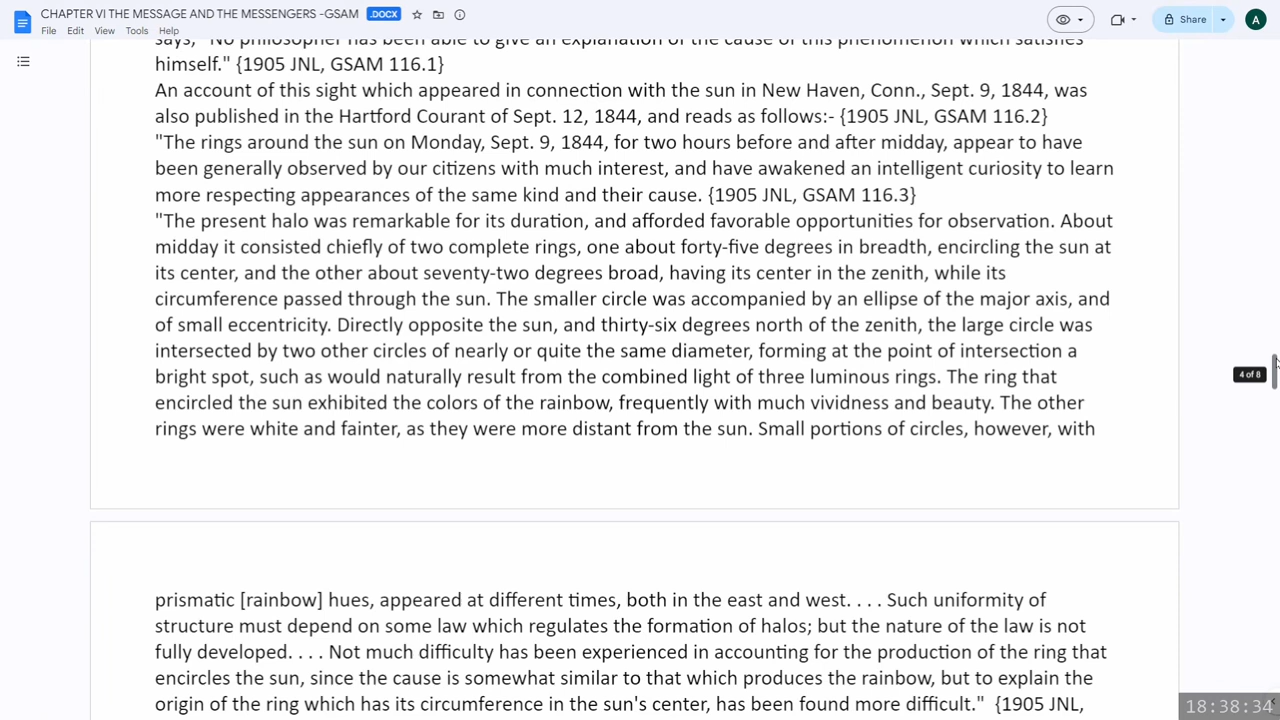 CHAPTER VI THE MESSAGE AND THE MESSENGERS -GSAM .DOCX
File Edit View Tools Help
Share
A
says, "No philosopher has been able to give an explanation of the cause of this phenomenon which satisfies
himself." {1905 JNL, GSAM 116.1}
An account of this sight which appeared in connection with the sun in New Haven, Conn., Sept. 9, 1844, was
also published in the Hartford Courant of Sept. 12, 1844, and reads as follows:- {1905 JNL, GSAM 116.2}
"The rings around the sun on Monday, Sept. 9, 1844, for two hours before and after midday, appear to have
been generally observed by our citizens with much interest, and have awakened an intelligent curiosity to learn
more respecting appearances of the same kind and their cause. {1905 JNL, GSAM 116.3}
"The present halo was remarkable for its duration, and afforded favorable opportunities for observation. About
midday it consisted chiefly of two complete rings, one about forty-five degrees in breadth, encircling the sun at
its center, and the other about seventy-two degrees broad, having its center in the zenith, while its
circumference passed through the sun. The smaller circle was accompanied by an ellipse of the major axis, and
of small eccentricity. Directly opposite the sun, and thirty-six degrees north of the zenith, the large circle was
intersected by two other circles of nearly or quite the same diameter, forming at the point of intersection a
bright spot, such as would naturally result from the combined light of three luminous rings. The ring that
encircled the sun exhibited the colors of the rainbow, frequently with much vividness and beauty. The other
rings were white and fainter, as they were more distant from the sun. Small portions of circles, however, with
4 of 8
prismatic [rainbow] hues, appeared at different times, both in the east and west. . . . Such uniformity of
structure must depend on some law which regulates the formation of halos; but the nature of the law is not
fully developed. . . . Not much difficulty has been experienced in accounting for the production of the ring that
encircles the sun, since the cause is somewhat similar to that which produces the rainbow, but to explain the
origin of the ring which has its circumference in the sun's center, has been found more difficult." {1905 JNL,
18:38:34